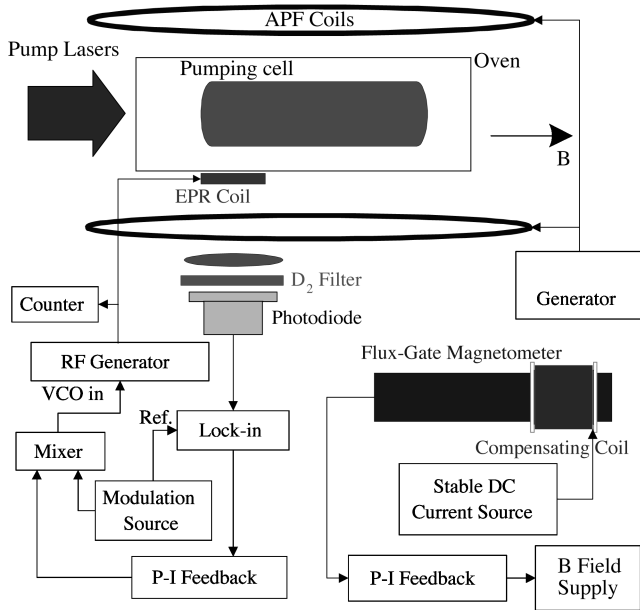 APF Coils
Pump Lasers
Oven
Pumping cell
B
EPR Coil
D2 Filter
Generator
Counter
Photodiode
RF Generator
Flux-Gate Magnetometer
VCO in
Ref.
Mixer
Lock-in
Compensating Coil
Modulation
Source
Stable DC
Current Source
P-I Feedback
P-I Feedback
B Field
Supply